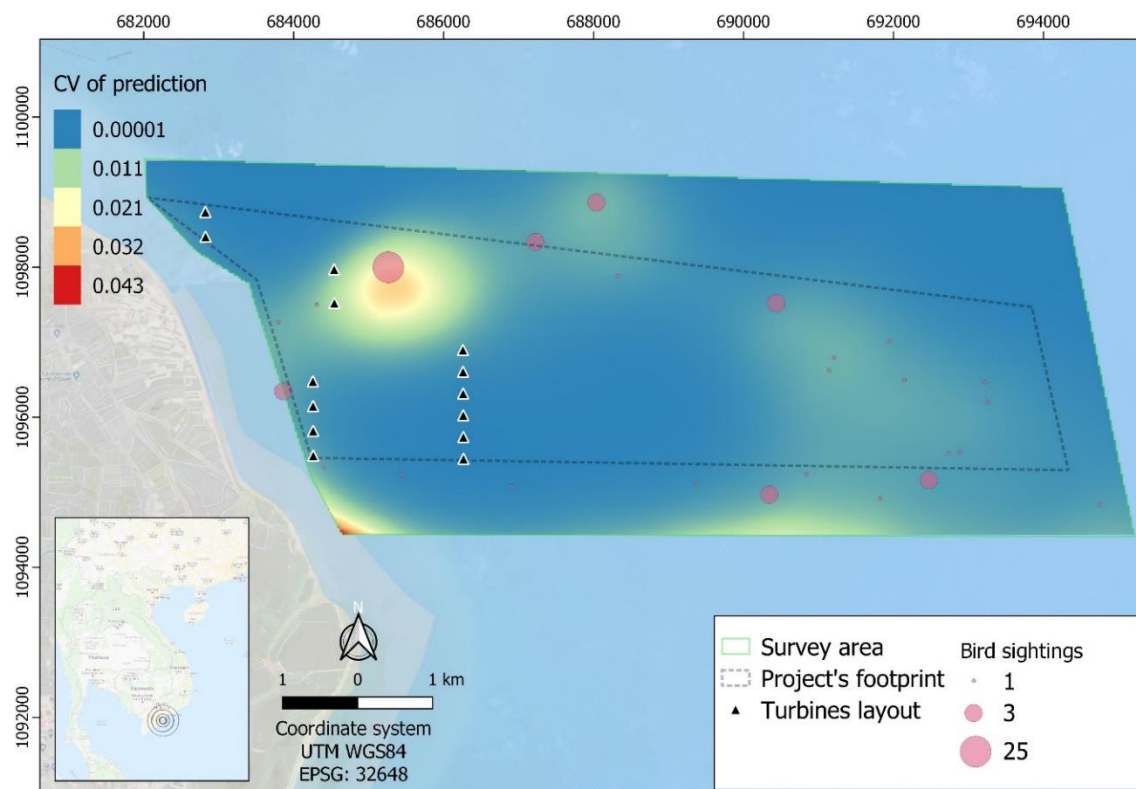 682000 684000 686000 688000 690000 692000 694000
1100000
1098000
1096000
1094000
1092000
CV of prediction
0.00001
0.011
0.021
0.032
0.043
N
1 0 1 km
Coordinate system
UTM WGS84
EPSG: 32648
Survey area
Project's footprint
Turbines layout
Bird sightings
1
3
25
Thailand